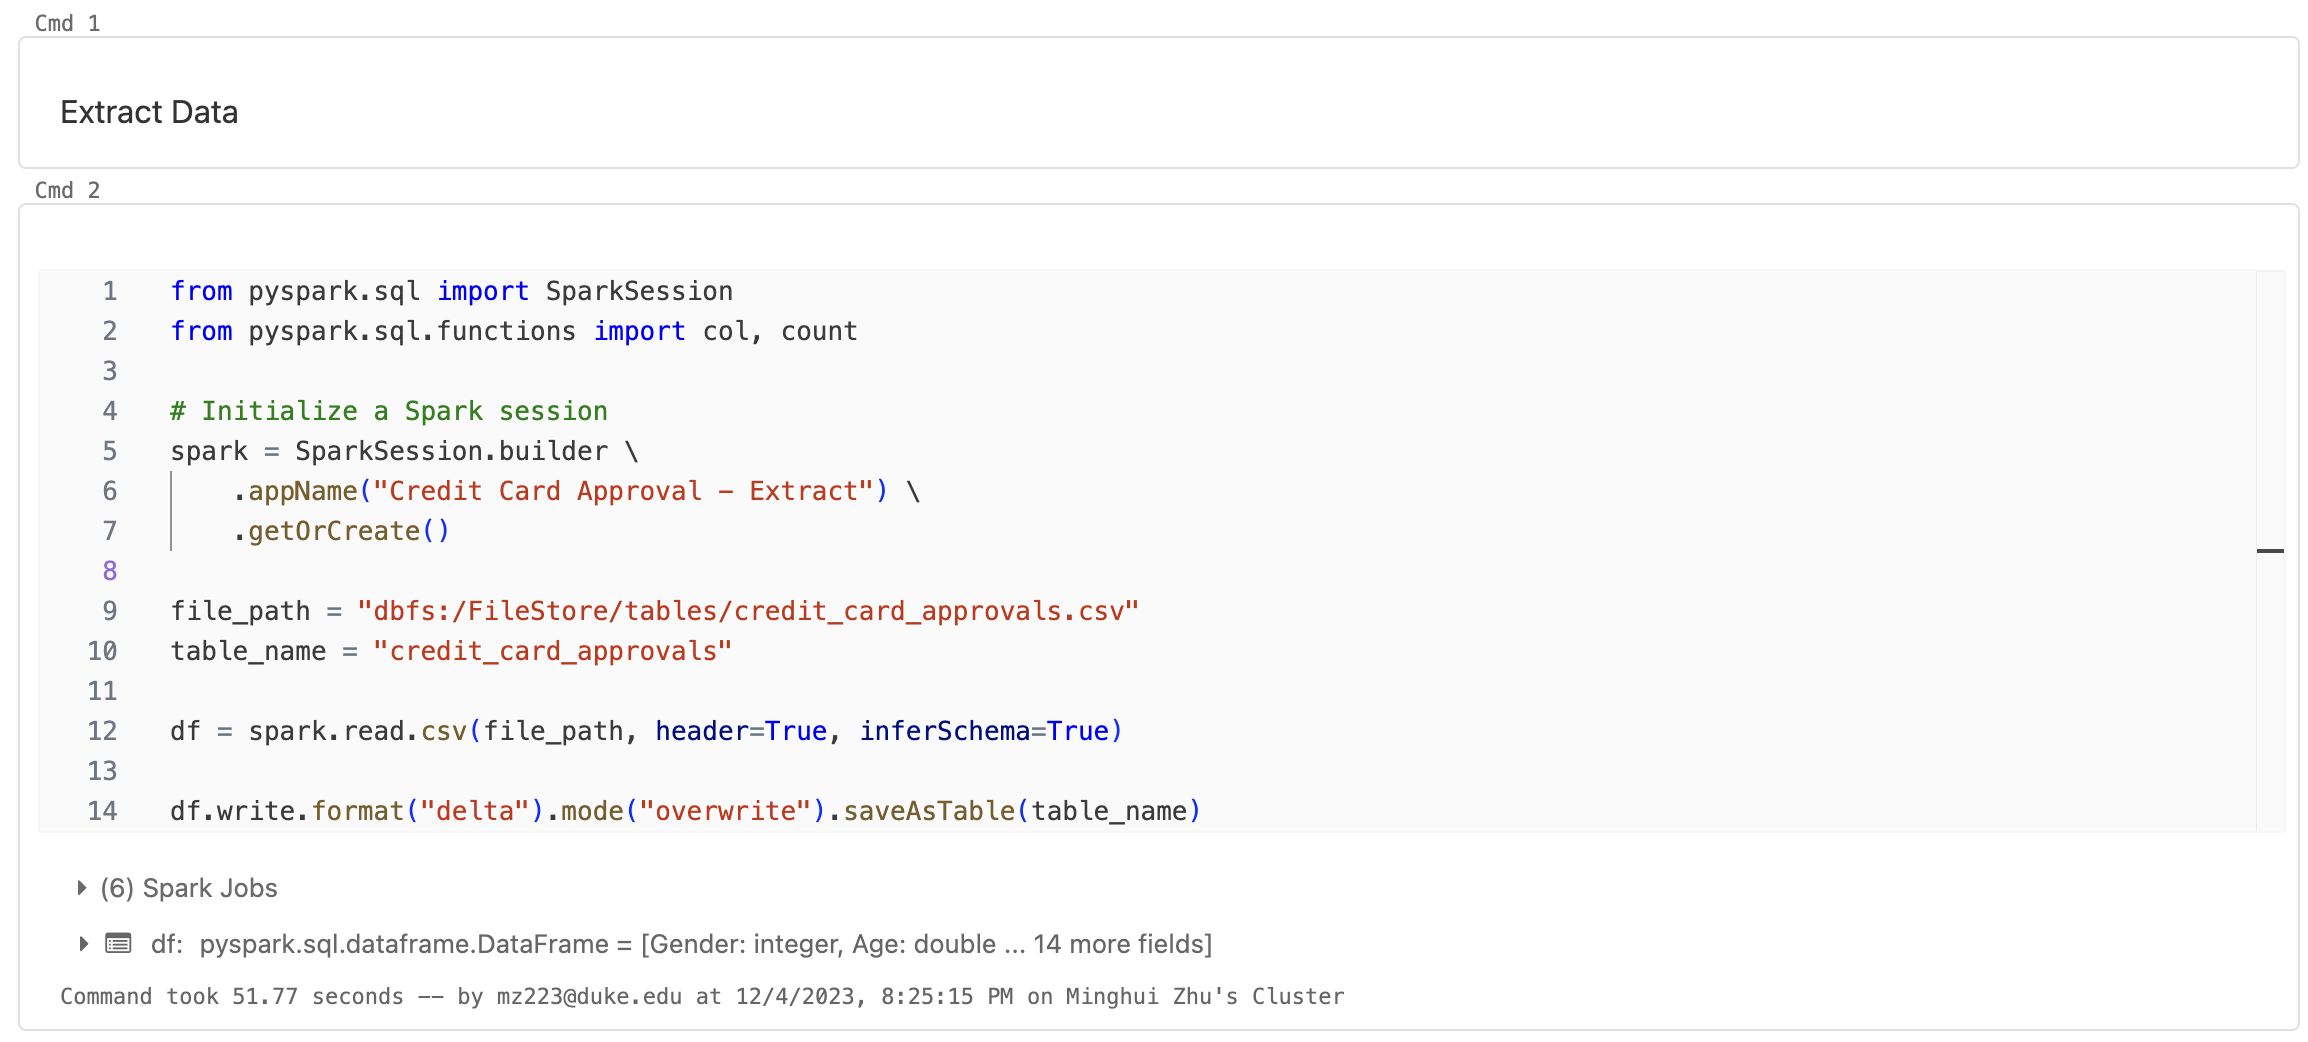 Cmd 1
Extract Data
Cmd 2
1 from pyspark.sql import SparkSession
2 from pyspark.sql.functions import col, count
3
4 # Initialize a Spark session
5 spark = SparkSession.builder \
6     .appName("Credit Card Approval - Extract") \
7     .getOrCreate()
8
9 file_path = "dbfs:/FileStore/tables/credit_card_approvals.csv"
10 table_name = "credit_card_approvals"
11
12 df = spark.read.csv(file_path, header=True, inferSchema=True)
13
14 df.write.format("delta").mode("overwrite").saveAsTable(table_name)
(6) Spark Jobs
df: pyspark.sql.dataframe.DataFrame = [Gender: integer, Age: double ... 14 more fields]
Command took 51.77 seconds -- by mz223@duke.edu at 12/4/2023, 8:25:15 PM on Minghui Zhu's Cluster